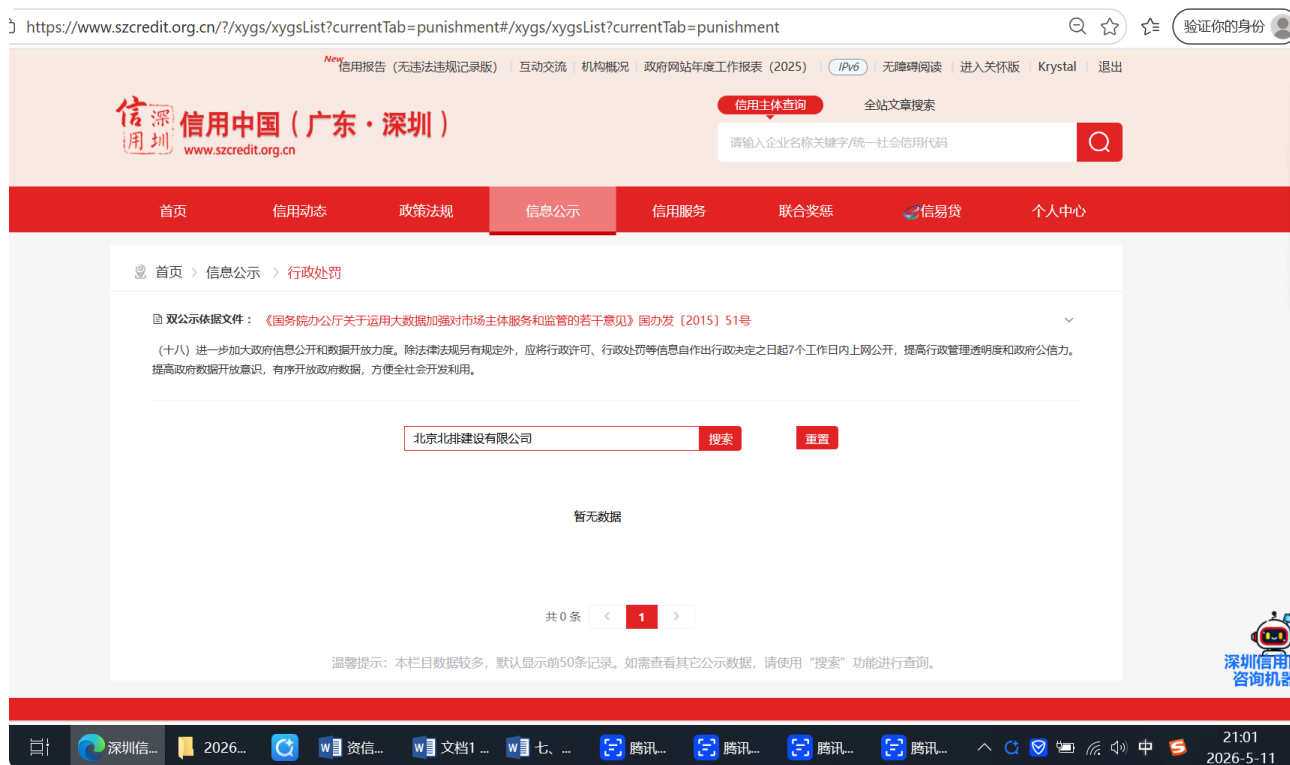 https://www.szcredit.org.cn/?/xygs/xygsList?currentTab=punishment#/xygs/xygsList?currentTab=punishment
验证你的身份
New信用报告（无违法违规记录版） 互动交流 机构概况 政府网站年度工作报表（2025） IPv6 无障碍阅读 进入关怀版 Krystal 退出
信用主体查询 全站文章搜索
信用深圳
信用中国（广东·深圳）
www.szcredit.org.cn
请输入企业名称关键字/统一社会信用代码
首页 信用动态 政策法规 信息公示 信用服务 联合奖惩 信易贷 个人中心
首页 > 信息公示 > 行政处罚
双公示依据文件： 《国务院办公厅关于运用大数据加强对市场主体服务和监管的若干意见》国办发〔2015〕51号
（十八）进一步加大政府信息公开和数据开放力度。除法律法规另有规定外，应将行政许可、行政处罚等信息自作出行政决定之日起7个工作日内上网公开，提高行政管理透明度和政府公信力。
提高政府数据开放意识，有序开放政府数据，方便全社会开发利用。
北京北排建设有限公司 搜索 重置
暂无数据
共 0 条 < 1 >
温馨提示：本栏目数据较多，默认显示前50条记录。如需查看其它公示数据，请使用“搜索”功能进行查询。
深圳信用
咨询机器
深圳信... 2026... 资信... 文档1 ... 七、... 腾讯... 腾讯... 腾讯... 腾讯... 中 21:01
2026-5-11